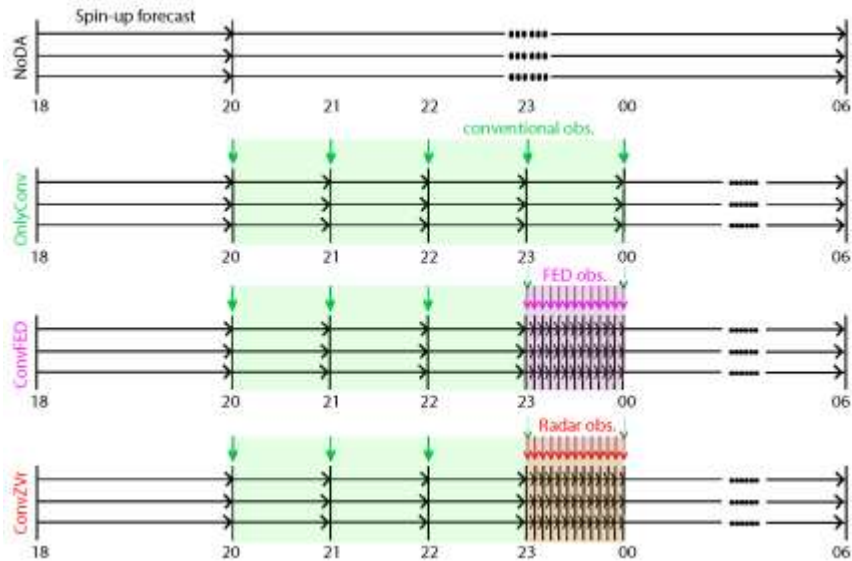 Spin-up forecast
NoDA
18 20 21 22 23 00 06
conventional obs.
OnlyConv
18 20 21 22 23 00 06
FED obs.
ConvFED
18 20 21 22 23 00 06
Radar obs.
ConvZVr
18 20 21 22 23 00 06